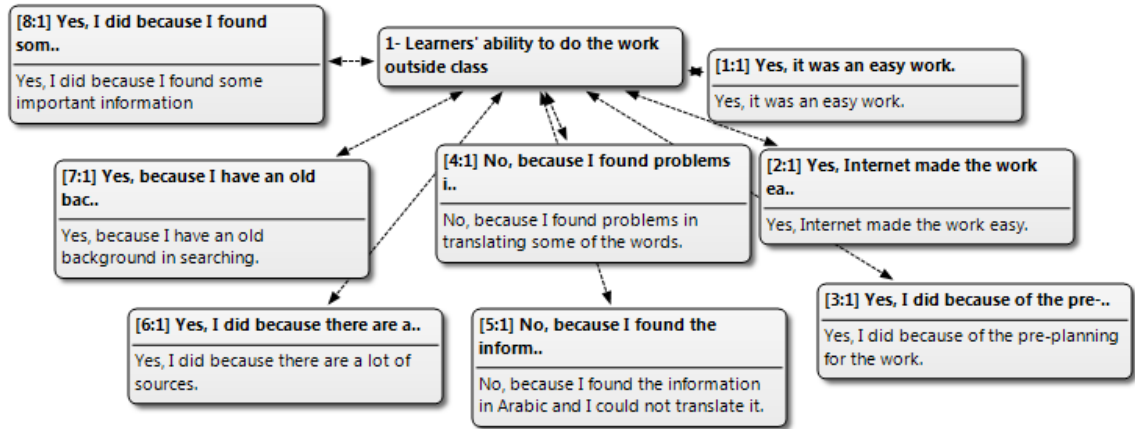 [8:1] Yes, I did because I found
som..
Yes, I did because I found some
important information
1- Learners' ability to do the work
outside class
[1:1] Yes, it was an easy work.
Yes, it was an easy work.
[7:1] Yes, because I have an old
bac..
Yes, because I have an old
background in searching.
[4:1] No, because I found problems
i..
No, because I found problems in
translating some of the words.
[2:1] Yes, Internet made the work
ea..
Yes, Internet made the work easy.
[6:1] Yes, I did because there are a..
Yes, I did because there are a lot of
sources.
[5:1] No, because I found the
inform..
No, because I found the information
in Arabic and I could not translate it.
[3:1] Yes, I did because of the pre-..
Yes, I did because of the pre-planning
for the work.